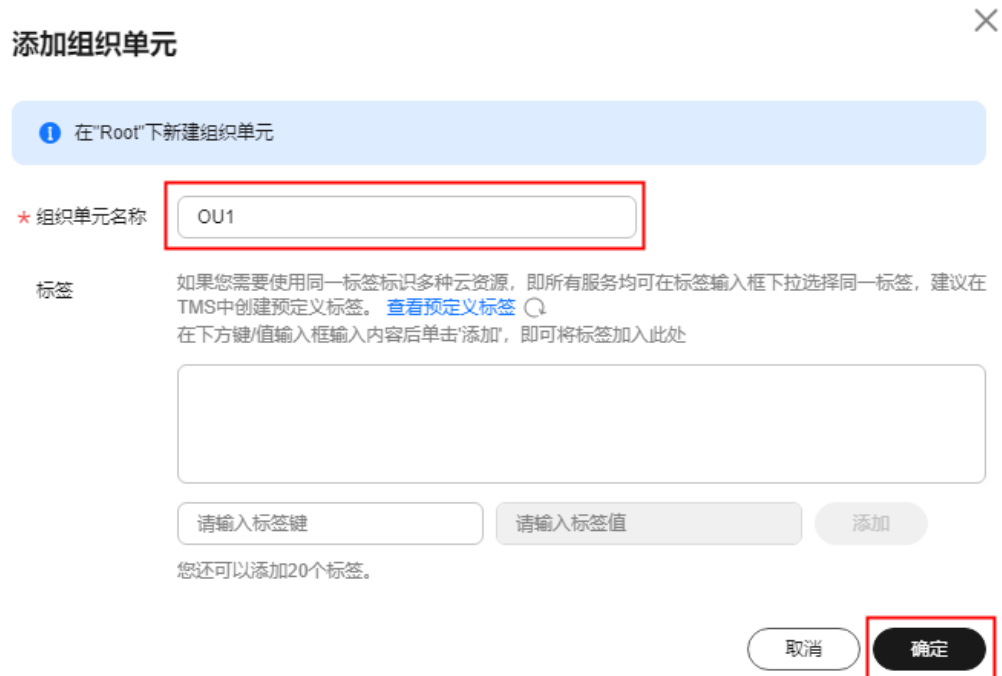 添加组织单元
在"Root"下新建组织单元
* 组织单元名称
OU1
标签
如果您需要使用同一标签标识多种云资源，即所有服务均可在标签输入框下拉选择同一标签，建议在
TMS中创建预定义标签。 查看预定义标签
在下方键/值输入框输入内容后单击'添加'，即可将标签加入此处
请输入标签键
请输入标签值
添加
您还可以添加20个标签。
取消
确定